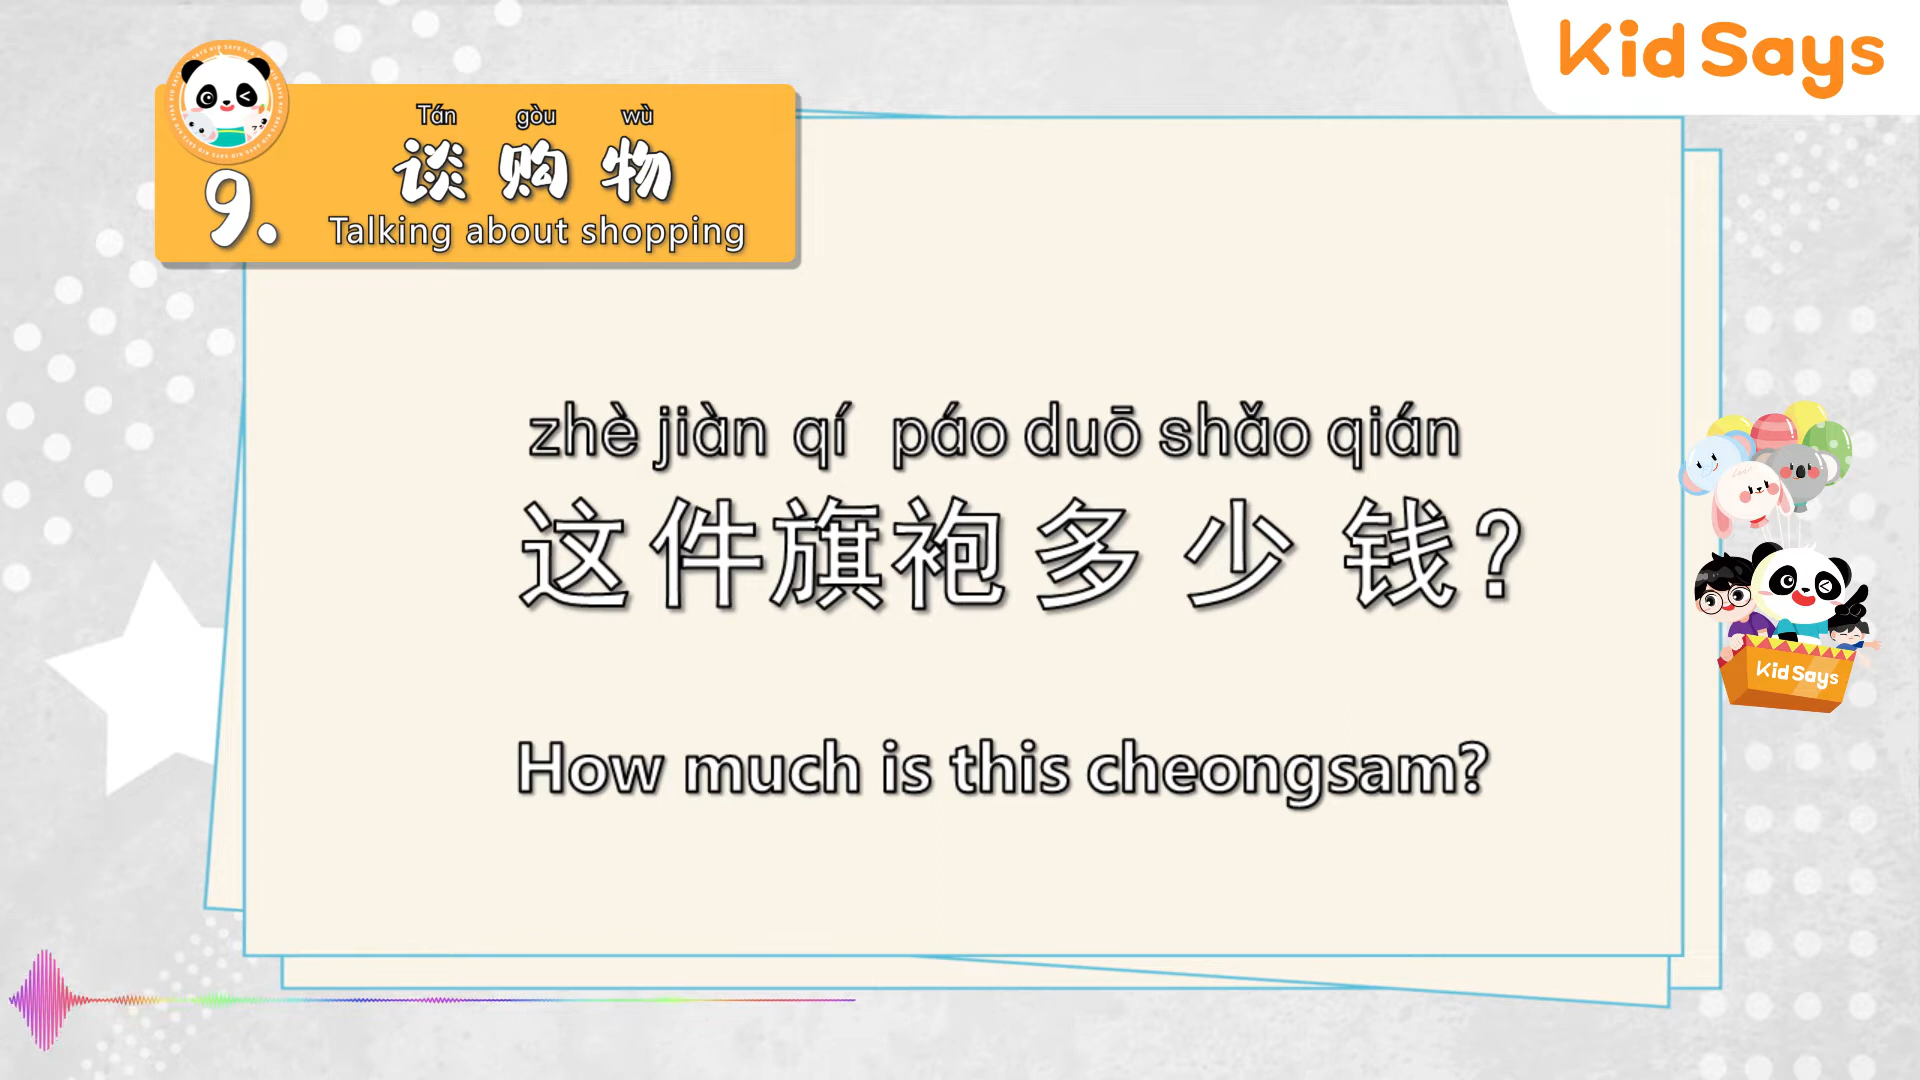 Kid Says
Tán gòu wù
谈购物
9.
Talking about shopping
zhè jiàn qí páo duō shǎo qián
这件旗袍多少钱?
How much is this cheongsam?
Kid Says